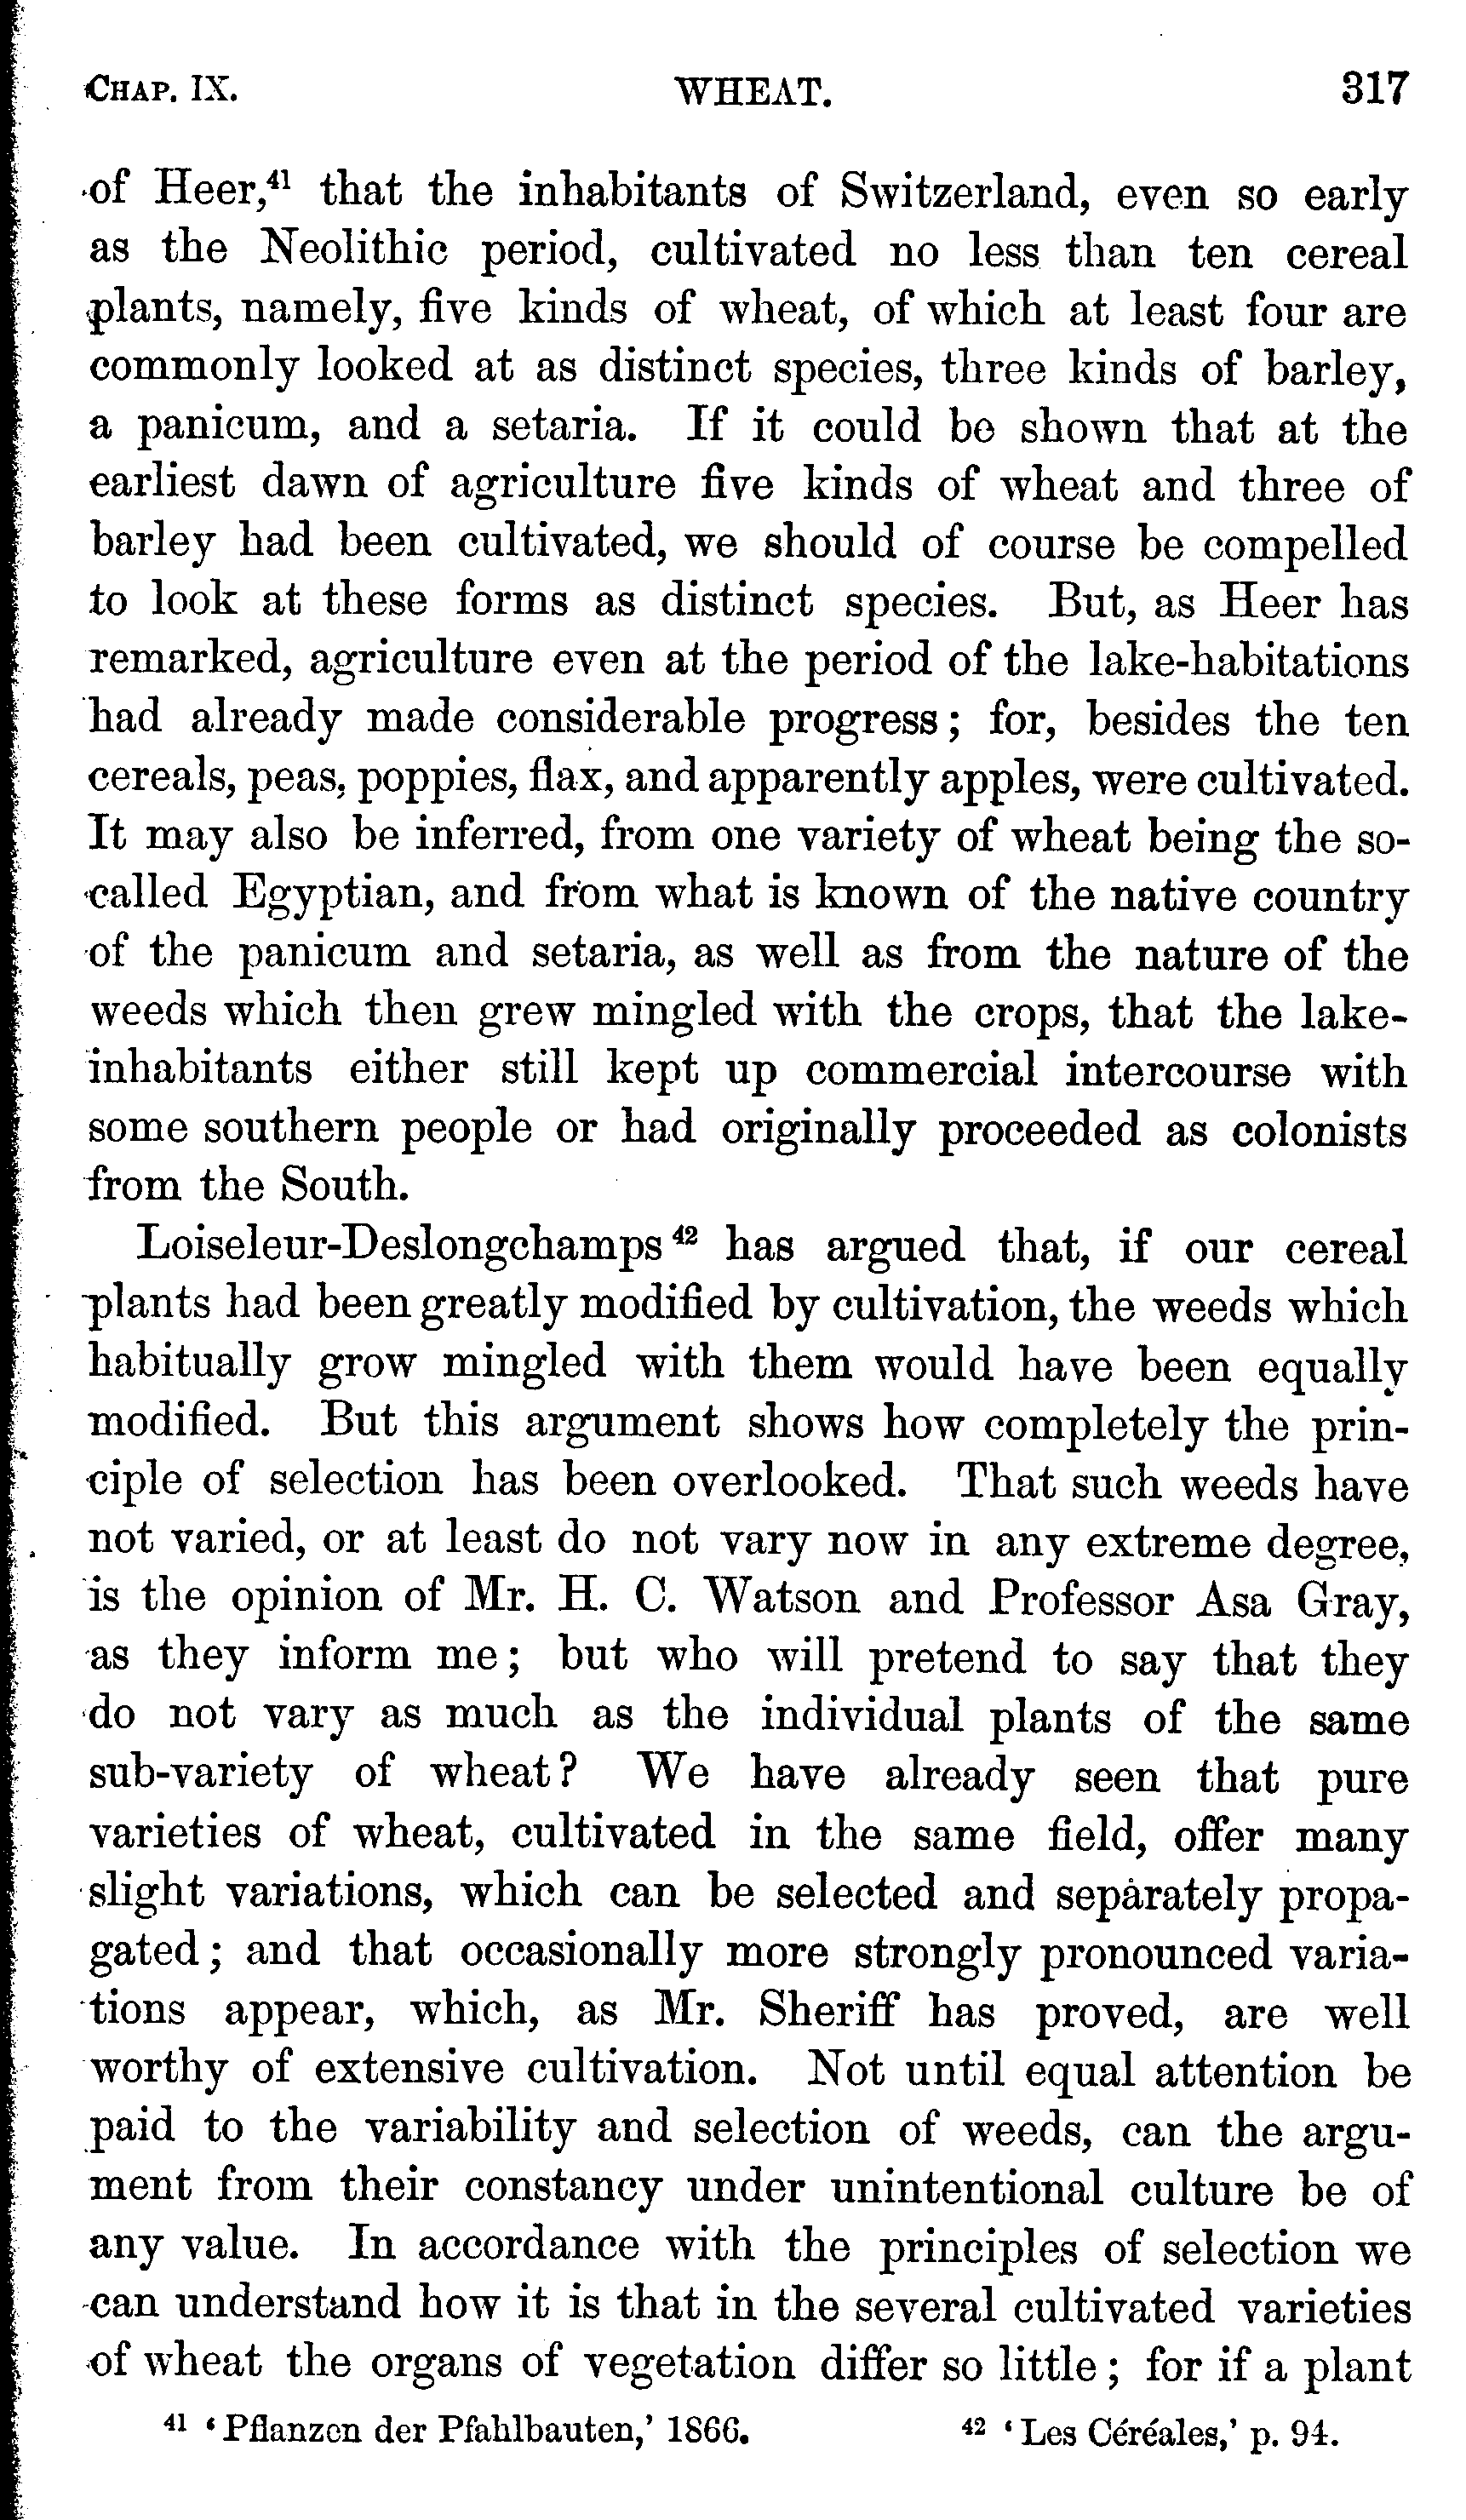 CHAP. IX. WHEAT. 317
of Heer,⁴¹ that the inhabitants of Switzerland, even so early
as the Neolithic period, cultivated no less than ten cereal
plants, namely, five kinds of wheat, of which at least four are
commonly looked at as distinct species, three kinds of barley,
a panicum, and a setaria. If it could be shown that at the
earliest dawn of agriculture five kinds of wheat and three of
barley had been cultivated, we should of course be compelled
to look at these forms as distinct species. But, as Heer has
remarked, agriculture even at the period of the lake-habitations
had already made considerable progress; for, besides the ten
cereals, peas, poppies, flax, and apparently apples, were cultivated.
It may also be inferred, from one variety of wheat being the so-
called Egyptian, and from what is known of the native country
of the panicum and setaria, as well as from the nature of the
weeds which then grew mingled with the crops, that the lake-
inhabitants either still kept up commercial intercourse with
some southern people or had originally proceeded as colonists
from the South.
Loiseleur-Deslongchamps⁴² has argued that, if our cereal
plants had been greatly modified by cultivation, the weeds which
habitually grow mingled with them would have been equally
modified. But this argument shows how completely the prin-
ciple of selection has been overlooked. That such weeds have
not varied, or at least do not vary now in any extreme degree,
is the opinion of Mr. H. C. Watson and Professor Asa Gray,
as they inform me; but who will pretend to say that they
do not vary as much as the individual plants of the same
sub-variety of wheat? We have already seen that pure
varieties of wheat, cultivated in the same field, offer many
slight variations, which can be selected and separately propa-
gated; and that occasionally more strongly pronounced varia-
tions appear, which, as Mr. Sheriff has proved, are well
worthy of extensive cultivation. Not until equal attention be
paid to the variability and selection of weeds, can the argu-
ment from their constancy under unintentional culture be of
any value. In accordance with the principles of selection we
can understand how it is that in the several cultivated varieties
of wheat the organs of vegetation differ so little; for if a plant
⁴¹ 'Pflanzen der Pfahlbauten,' 1866. ⁴² 'Les Céréales,' p. 94.